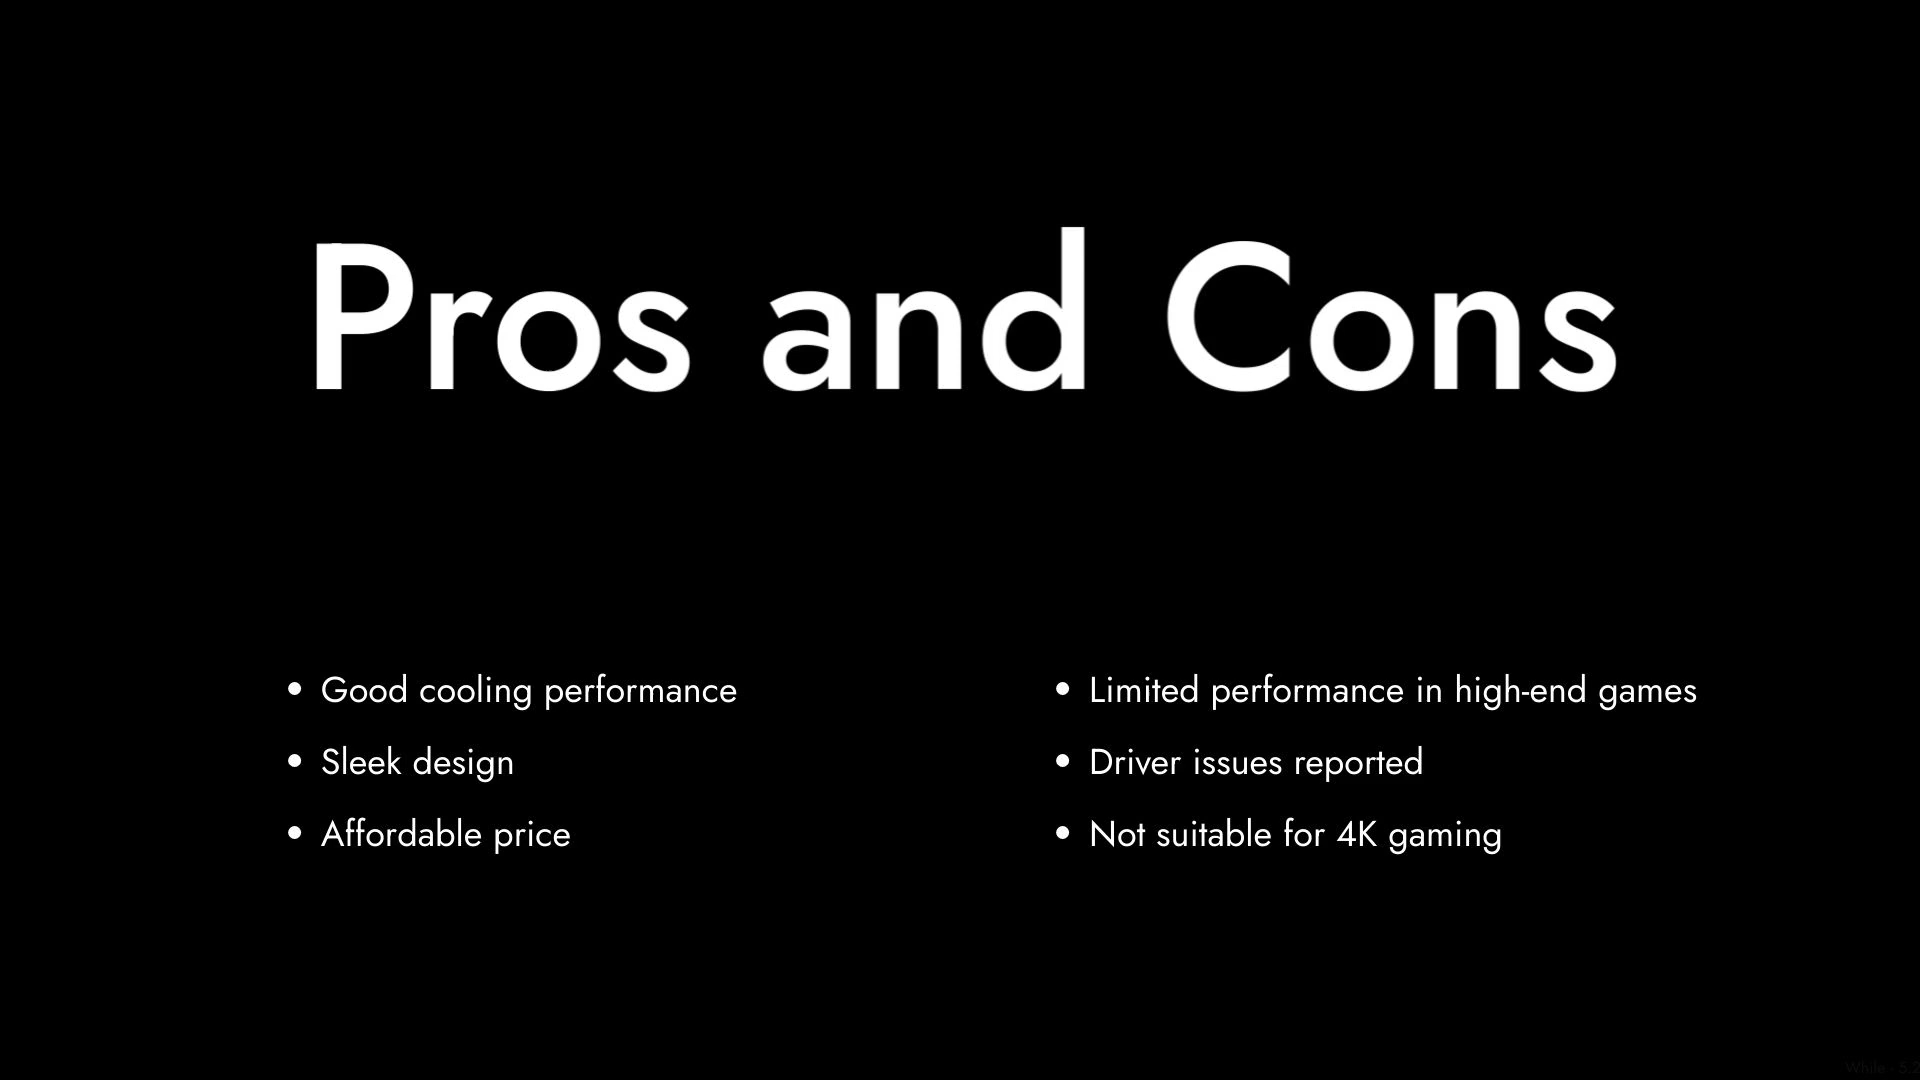 Pros and Cons
• Good cooling performance
• Sleek design
• Affordable price
• Limited performance in high-end games
• Driver issues reported
• Not suitable for 4K gaming